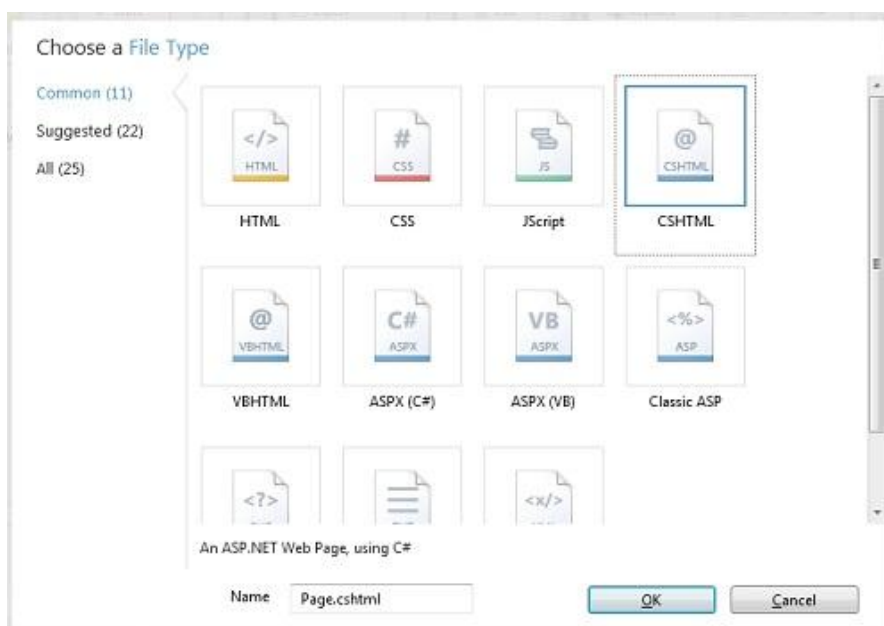 Choose a File Type
Common (11)
Suggested (22)
All (25)
</>
HTML
HTML
#
CSS
CSS
JS
JScript
@
CSHTML
CSHTML
@
VBHTML
VBHTML
C#
ASPX
ASPX (C#)
VB
ASPX
ASPX (VB)
<%>
ASP
Classic ASP
<?>
<x/>
An ASP.NET Web Page, using C#
Name Page.cshtml OK Cancel